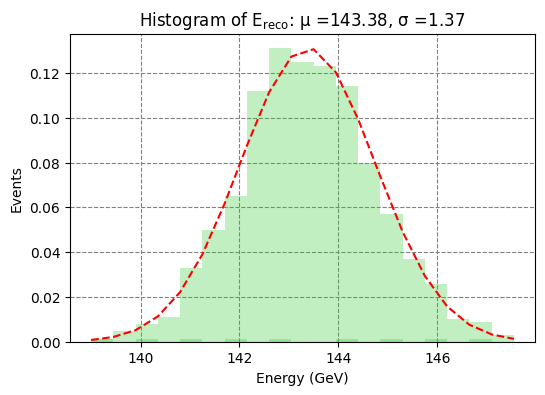 Histogram of E_reco: μ =143.38, σ =1.37
Events
0.12
0.10
0.08
0.06
0.04
0.02
0.00
140 142 144 146
Energy (GeV)